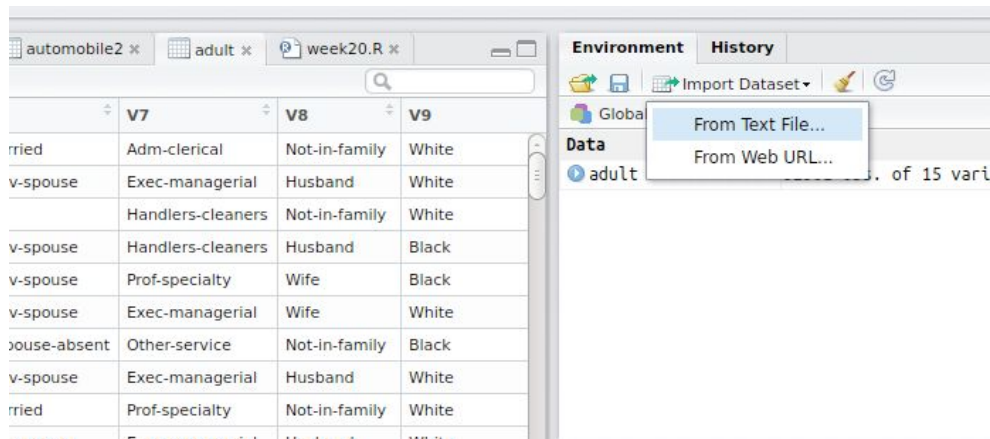 automobile2 adult week20.R
V7 V8 V9
rried Adm-clerical Not-in-family White
v-spouse Exec-managerial Husband White
Handlers-cleaners Not-in-family White
v-spouse Handlers-cleaners Husband Black
v-spouse Prof-specialty Wife Black
v-spouse Exec-managerial Wife White
pouse-absent Other-service Not-in-family Black
v-spouse Exec-managerial Husband White
rried Prof-specialty Not-in-family White
Environment History
Import Dataset
Global
From Text File...
From Web URL...
Data
adult of 15 vari